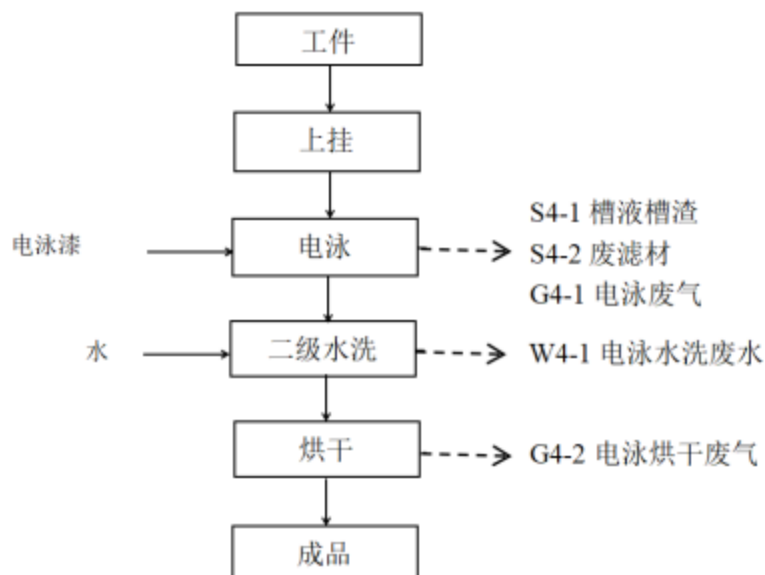 工件
上挂
电泳漆
电泳
S4-1 槽液槽渣
S4-2 废滤材
G4-1 电泳废气
水
二级水洗
W4-1 电泳水洗废水
烘干
G4-2 电泳烘干废气
成品